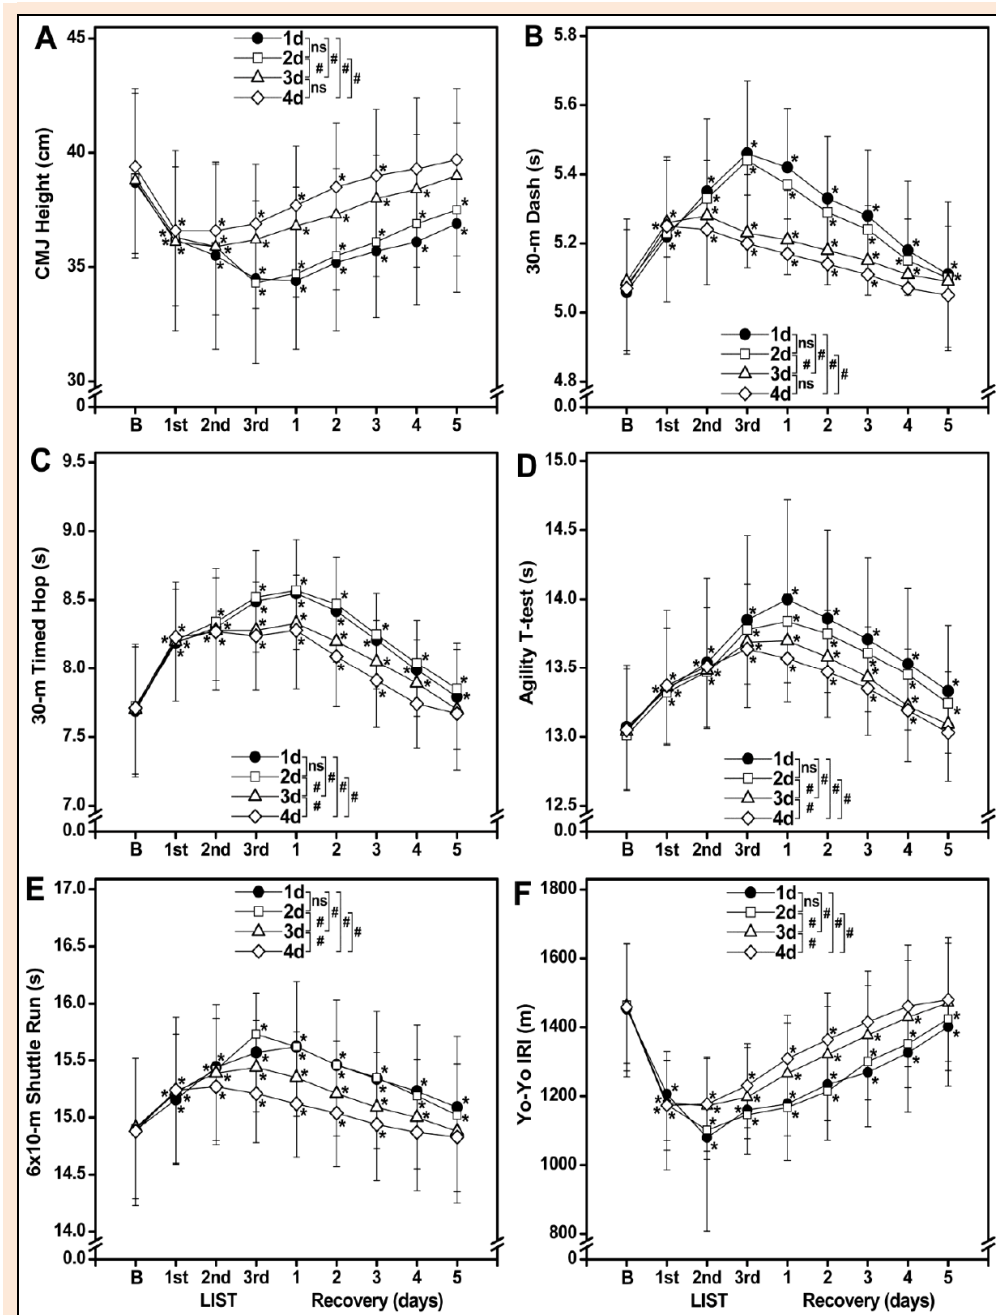 A
CMJ Height (cm)
45
40
35
30
0
1d
2d
3d
4d
ns
#
ns
#
#
#
B 1st 2nd 3rd 1 2 3 4 5
B
30-m Dash (s)
5.8
5.6
5.4
5.2
5.0
4.8
0.0
1d
2d
3d
4d
ns
#
ns
#
#
#
B 1st 2nd 3rd 1 2 3 4 5
C
30-m Timed Hop (s)
9.5
9.0
8.5
8.0
7.5
7.0
0.0
1d
2d
3d
4d
ns
#
#
#
#
#
B 1st 2nd 3rd 1 2 3 4 5
D
Agility T-test (s)
15.0
14.5
14.0
13.5
13.0
12.5
0.0
1d
2d
3d
4d
ns
#
#
#
#
#
B 1st 2nd 3rd 1 2 3 4 5
E
6x10-m Shuttle Run (s)
17.0
16.5
16.0
15.5
15.0
14.5
14.0
0.0
1d
2d
3d
4d
ns
#
#
#
#
#
B 1st 2nd 3rd 1 2 3 4 5
LIST Recovery (days)
F
Yo-Yo IRI (m)
1800
1600
1400
1200
1000
800
0
1d
2d
3d
4d
ns
#
#
#
#
#
B 1st 2nd 3rd 1 2 3 4 5
LIST Recovery (days)